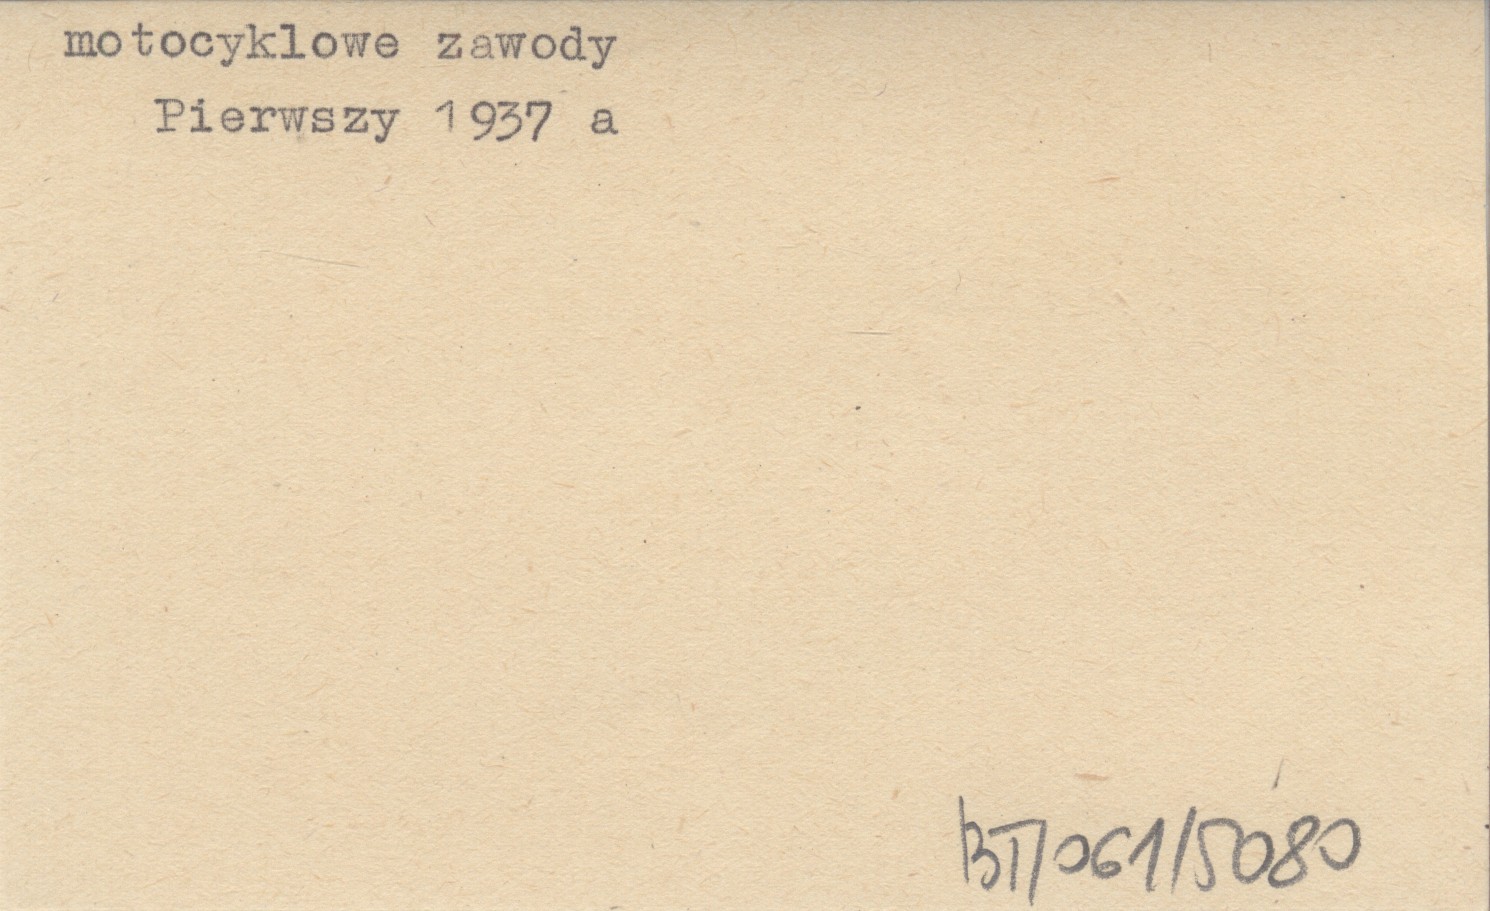 motocyklowe zawody
Pierwszy 1937 a
BT/061/5080